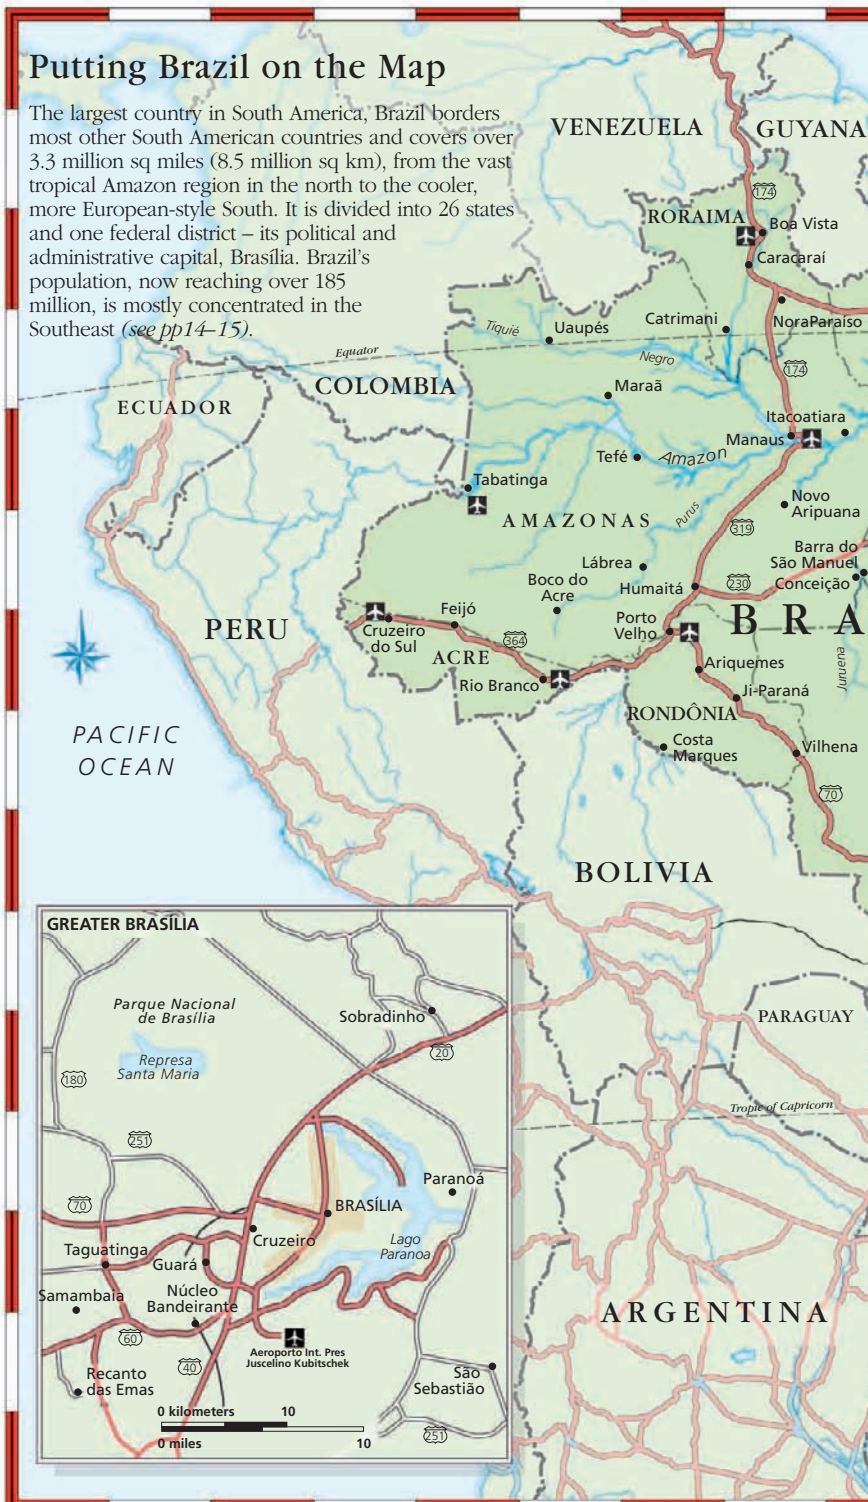 Putting Brazil on the Map
The largest country in South America, Brazil borders
most other South American countries and covers over
3.3 million sq miles (8.5 million sq km), from the vast
tropical Amazon region in the north to the cooler,
more European-style South. It is divided into 26 states
and one federal district – its political and
administrative capital, Brasília. Brazil's
population, now reaching over 185
million, is mostly concentrated in the
Southeast (see pp14–15).
VENEZUELA
GUYANA
174
RORAIMA
Boa Vista
Caracaraí
Tiquié
Uaupés
Catrimani
NoraParaíso
Equator
Negro
174
COLOMBIA
ECUADOR
Maraã
Itacoatiara
Manaus
Tefé
Amazon
Tabatinga
Novo
Aripuana
AMAZONAS
Purus
319
Barra do
São Manuel
Lábrea
230
Conceição
Boco do
Acre
Humaitá
Feijó
PERU
Cruzeiro
do Sul
364
Porto
Velho
BRA
ACRE
Ariquemes
Juruena
Rio Branco
Ji-Paraná
RONDÔNIA
PACIFIC
OCEAN
Costa
Marques
Vilhena
70
BOLIVIA
GREATER BRASÍLIA
Parque Nacional
de Brasília
Sobradinho
PARAGUAY
Represa
Santa Maria
20
180
Tropic of Capricorn
251
Paranoá
70
BRASÍLIA
Cruzeiro
Lago
Paranoa
Taguatinga
Guará
Núcleo
Bandeirante
Samambaia
ARGENTINA
60
Aeroporto Int. Pres
Juscelino Kubitschek
40
Recanto
das Emas
São
Sebastião
0 kilometers 10
251
0 miles 10